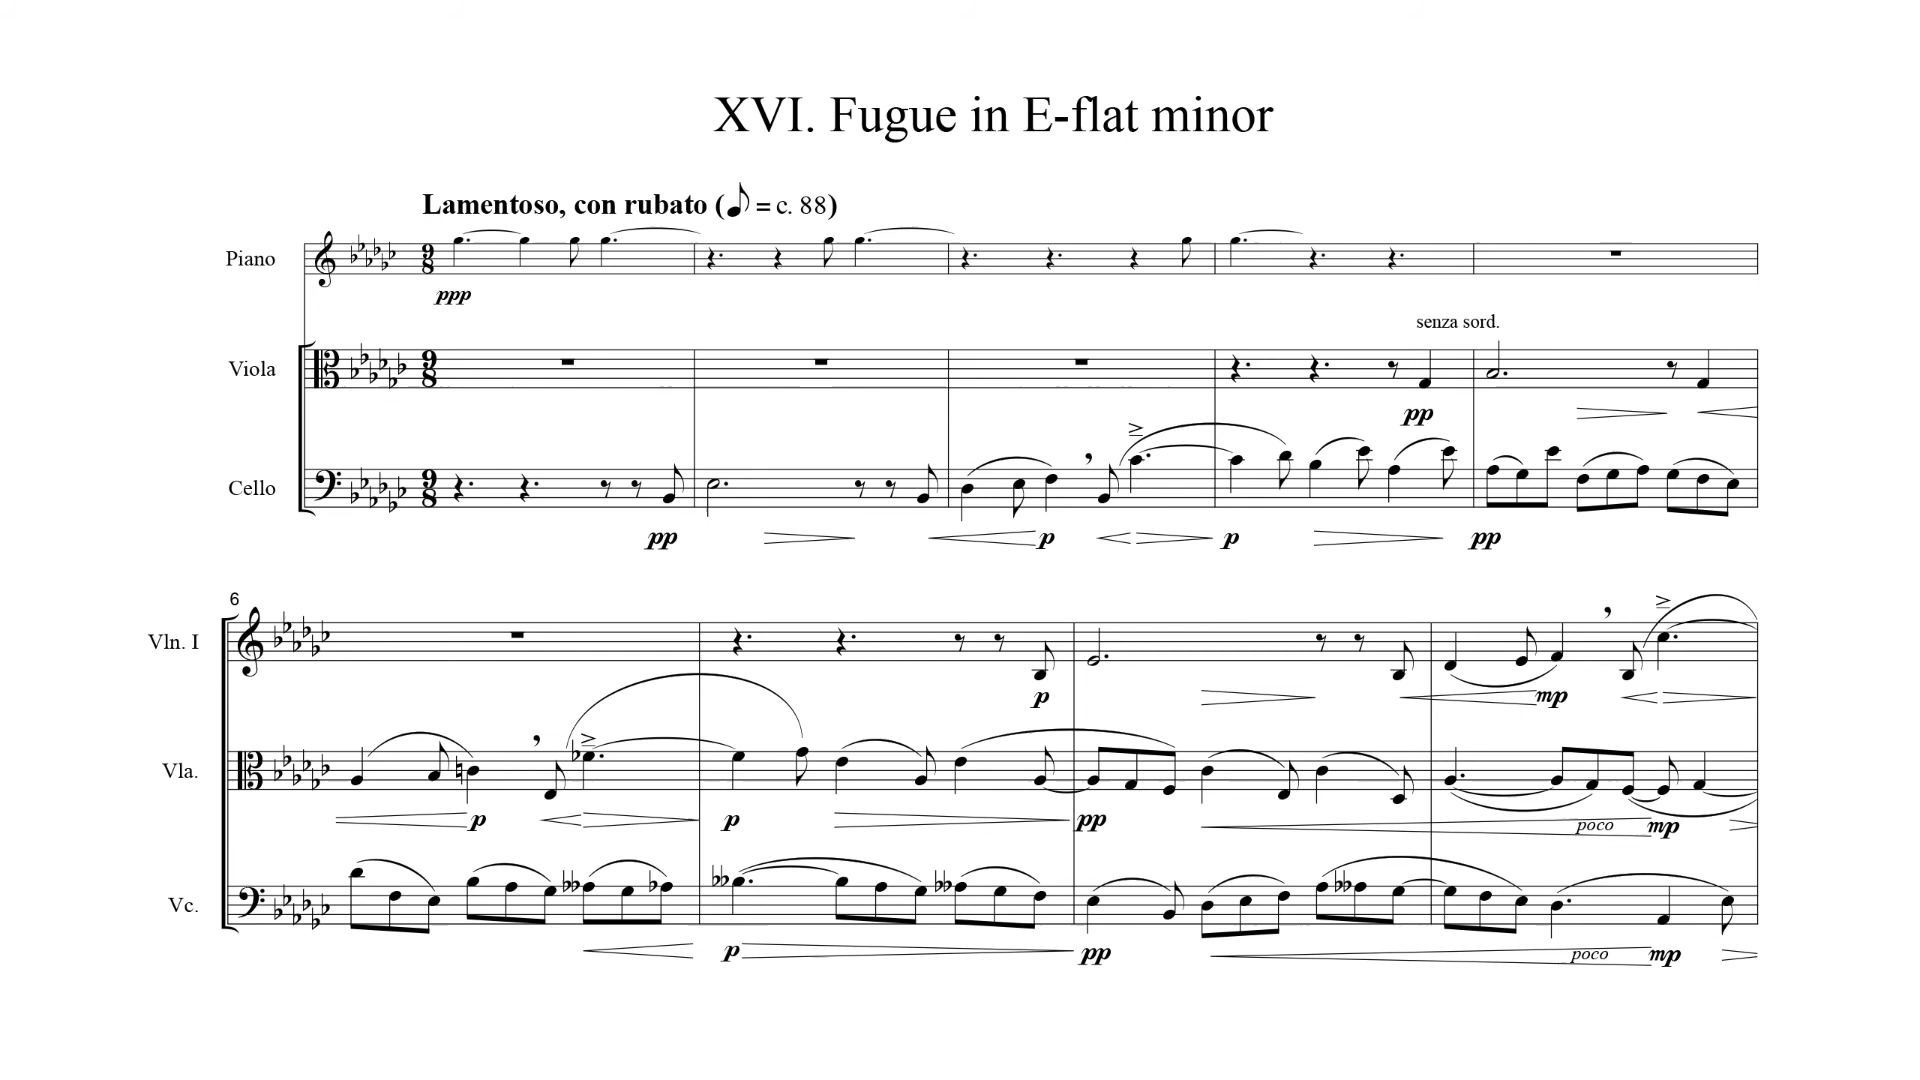 XVI. Fugue in E-flat minor
Lamentoso, con rubato (♪ = c. 88)
Piano
ppp
senza sord.
Viola
pp
Cello
pp p p pp
6
Vln. I
p mp
Vla.
p p pp poco mp
Vc.
p pp poco mp